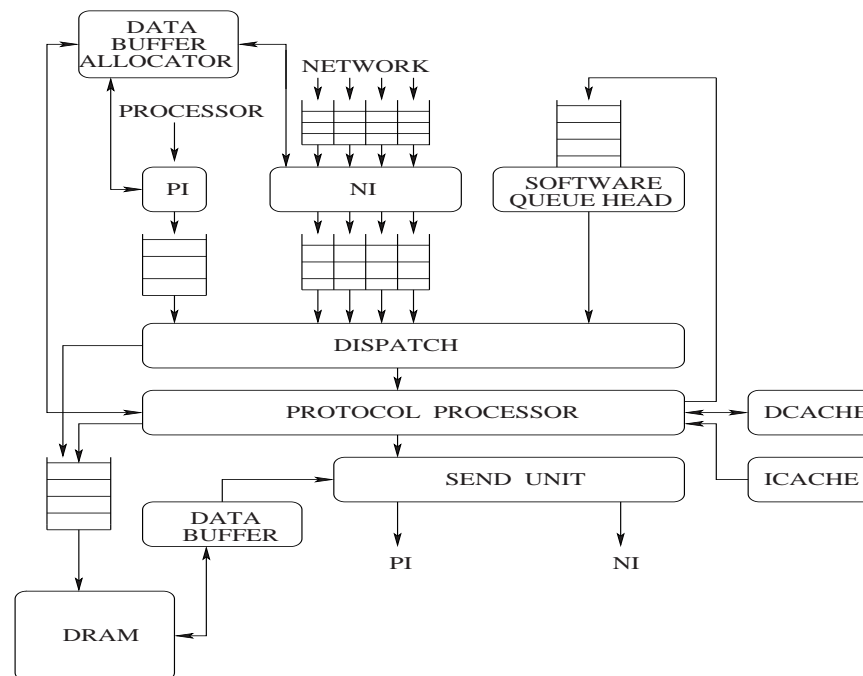 DATA
BUFFER
ALLOCATOR
NETWORK
PROCESSOR
PI
NI
SOFTWARE
QUEUE HEAD
DISPATCH
PROTOCOL PROCESSOR
DCACHE
SEND UNIT
ICACHE
DATA
BUFFER
PI
NI
DRAM